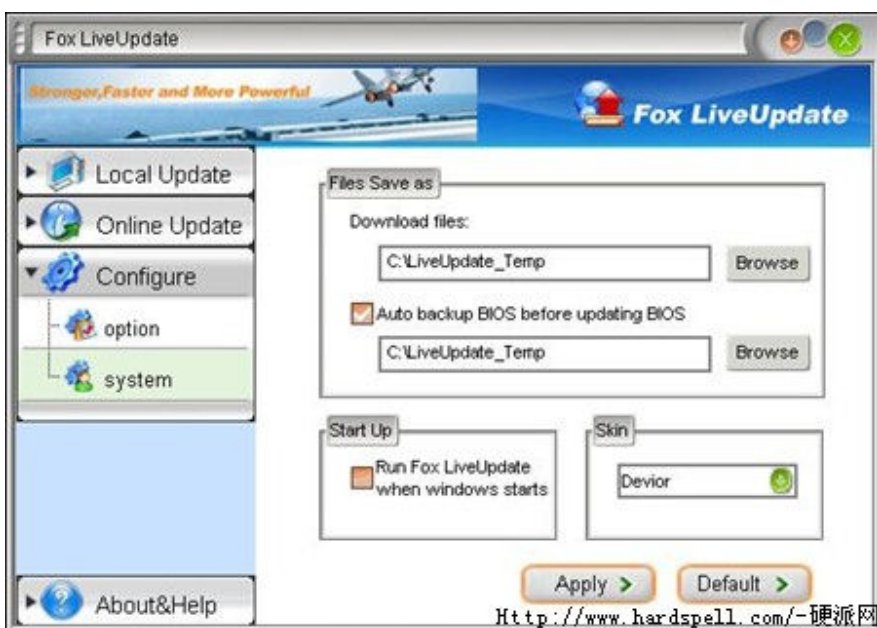 Fox LiveUpdate
Stronger,Faster and More Powerful
Fox LiveUpdate
Local Update
Online Update
Configure
option
system
About&Help
Files Save as
Download files:
C:\LiveUpdate_Temp
Browse
Auto backup BIOS before updating BIOS
C:\LiveUpdate_Temp
Browse
Start Up
Run Fox LiveUpdate
when windows starts
Skin
Devior
Apply >
Default >
Http://www.hardspell.com/-硬派网